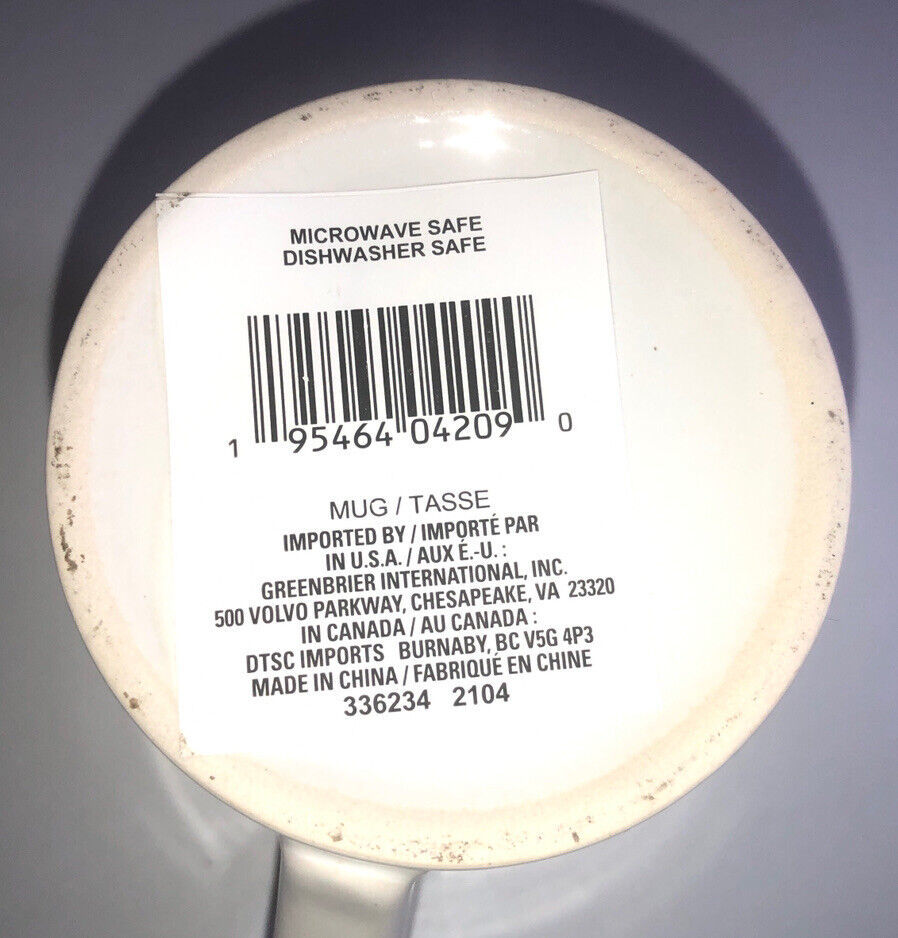 MICROWAVE SAFE
DISHWASHER SAFE
1 95464 04209 0
MUG / TASSE
IMPORTED BY / IMPORTÉ PAR
IN U.S.A. / AUX É.-U. :
GREENBRIER INTERNATIONAL, INC.
500 VOLVO PARKWAY, CHESAPEAKE, VA 23320
IN CANADA / AU CANADA :
DTSC IMPORTS BURNABY, BC V5G 4P3
MADE IN CHINA / FABRIQUÉ EN CHINE
336234 2104